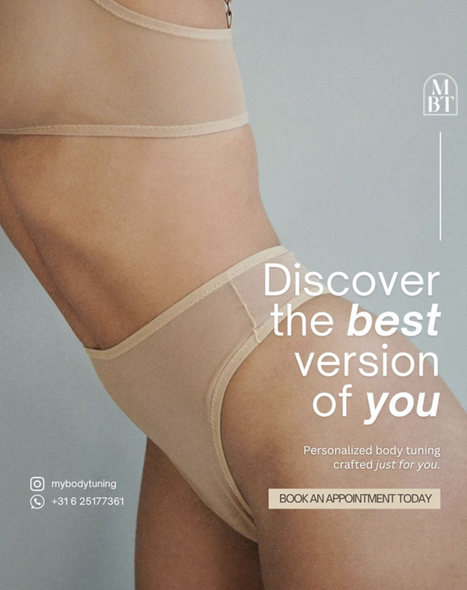 M
BT
Discover
the best
version
of you
Personalized body tuning
crafted just for you.
mybodytuning
+31 6 25177361
BOOK AN APPOINTMENT TODAY